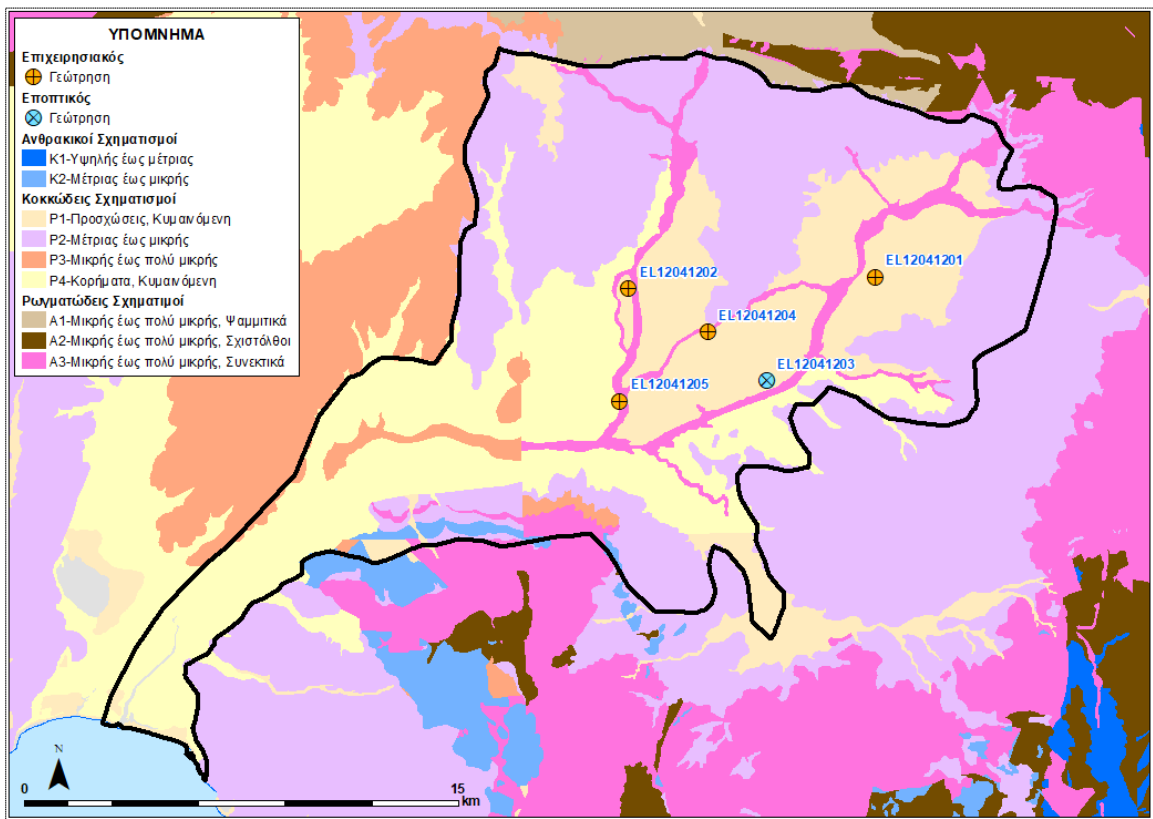 ΥΠΟΜΝΗΜΑ
Επιχειρησιακός
Γεώτρηση
Εποπτικός
Γεώτρηση
Ανθρακικοί Σχηματισμοί
Κ1-Υψηλής έως μέτριας
Κ2-Μέτριας έως μικρής
Κοκκώδεις Σχηματισμοί
Ρ1-Προσχώσεις, Κυμαινόμενη
Ρ2-Μέτριας έως μικρής
Ρ3-Μικρής έως πολύ μικρής
Ρ4-Κορήματα, Κυμαινόμενη
Ρωγματώδεις Σχηματιμοί
Α1-Μικρής έως πολύ μικρής, Ψαμμιτικά
Α2-Μικρής έως πολύ μικρής, Σχιστόλθοι
Α3-Μικρής έως πολύ μικρής, Συνεκτικά
EL12041201
EL12041202
EL12041204
EL12041203
EL12041205
N
0 15
km